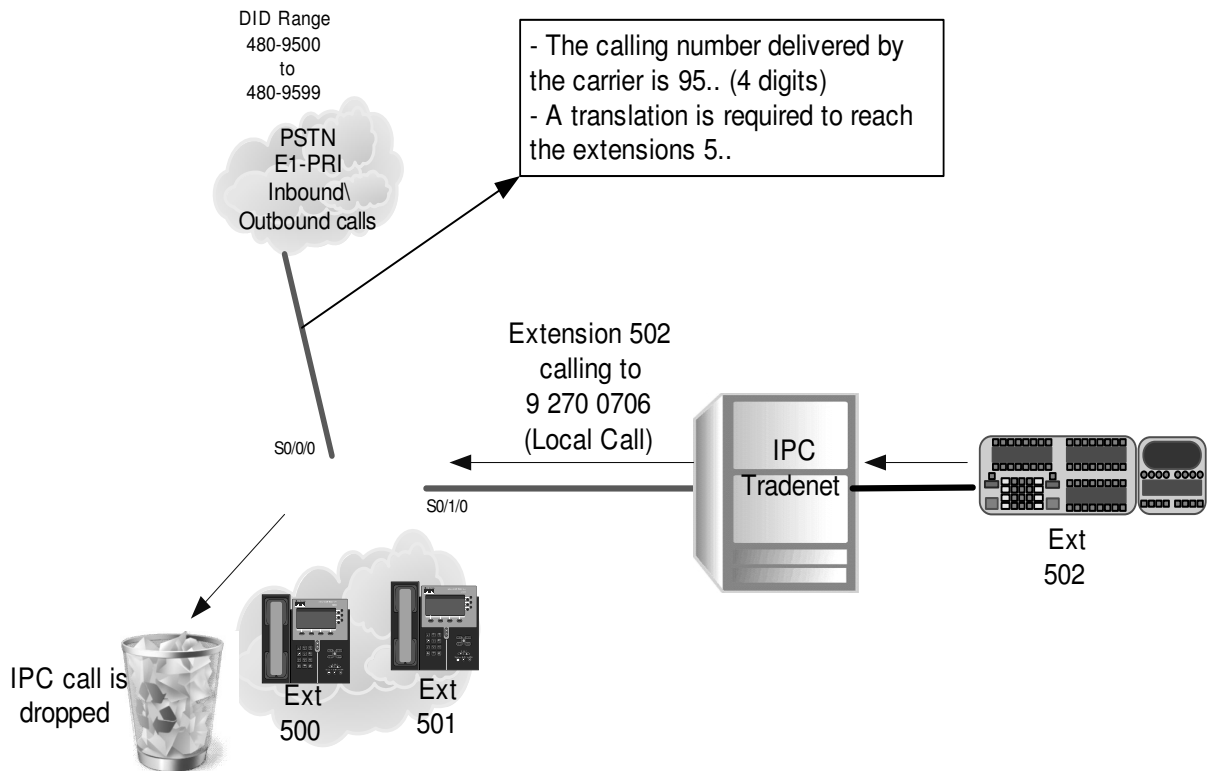 DID Range
480-9500
to
480-9599
PSTN
E1-PRI
Inbound\
Outbound calls
- The calling number delivered by
the carrier is 95.. (4 digits)
- A translation is required to reach
the extensions 5..
Extension 502
calling to
9 270 0706
(Local Call)
S0/0/0
S0/1/0
IPC
Tradenet
Ext
502
IPC call is
dropped
Ext
500
Ext
501